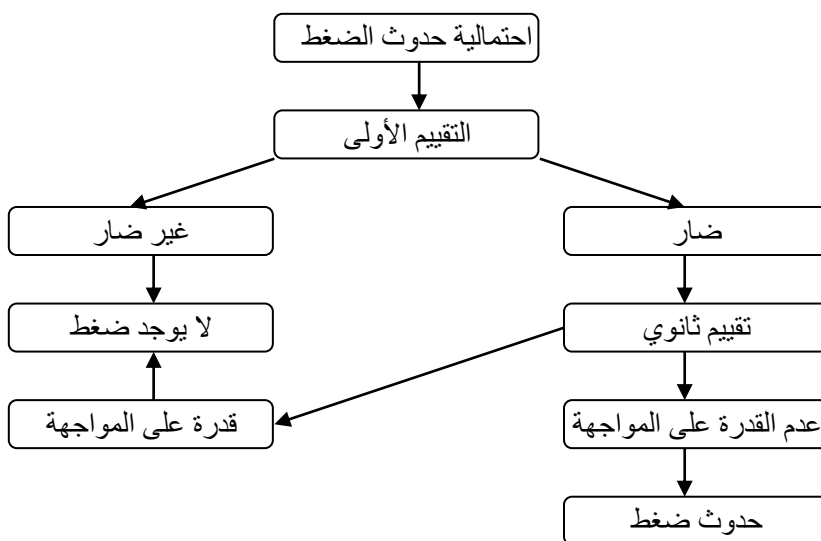 احتمالية حدوث الضغط
التقييم الأولى
ضار
غير ضار
تقييم ثانوي
لا يوجد ضغط
عدم القدرة على المواجهة
قدرة على المواجهة
حدوث ضغط